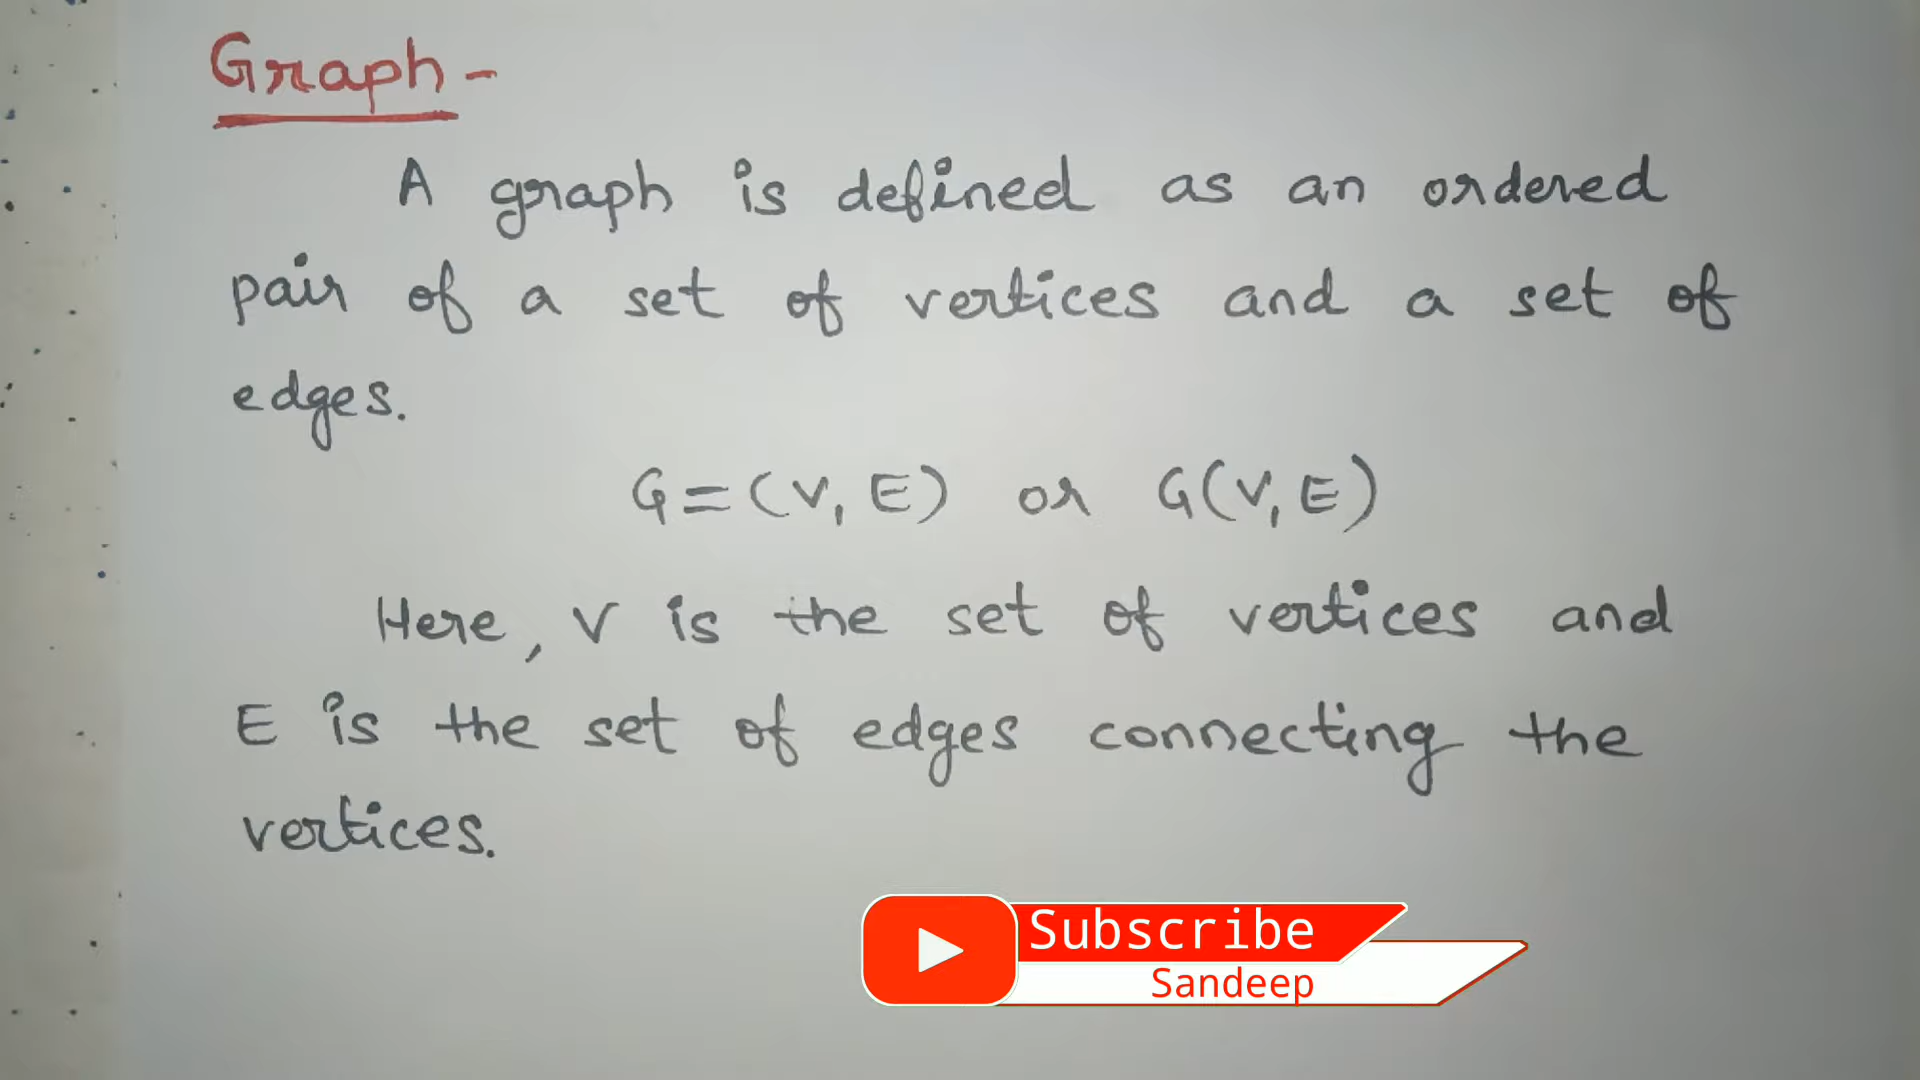 Graph -
A graph is defined as an ordered
pair of a set of vertices and a set of
edges.
G=(V, E) or G(V, E)
Here, V is the set of vertices and
E is the set of edges connecting the
vertices.
Subscribe
Sandeep